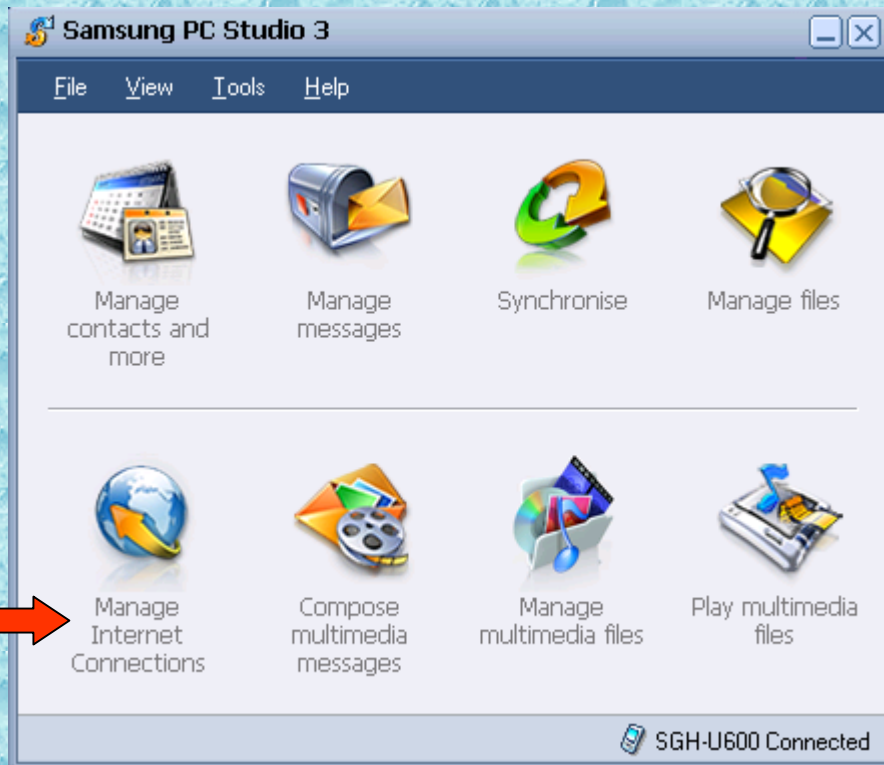 Samsung PC Studio 3
File View Tools Help
Manage contacts and more
Manage messages
Synchronise
Manage files
Manage Internet Connections
Compose multimedia messages
Manage multimedia files
Play multimedia files
SGH-U600 Connected